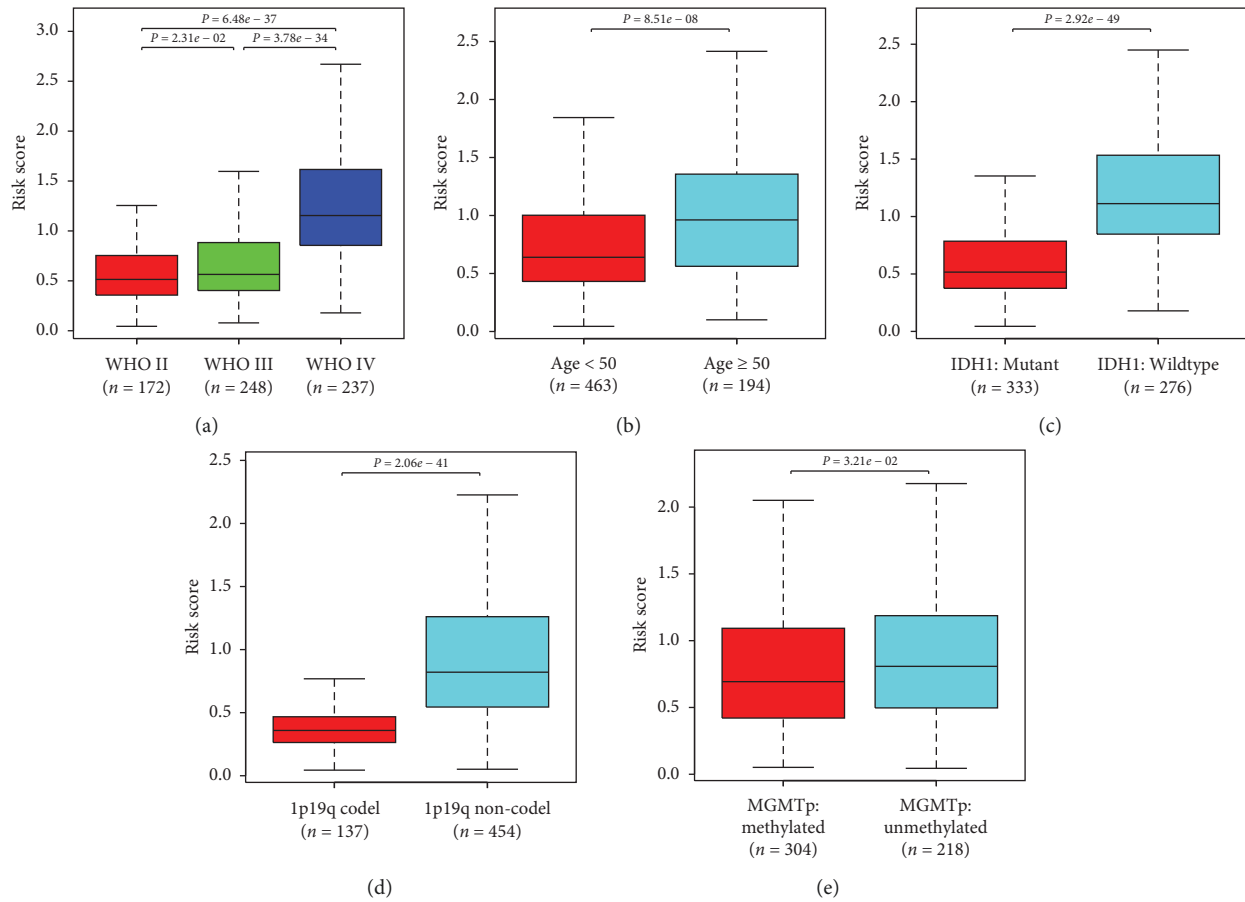 P = 6.48e − 37
P = 2.31e − 02 P = 3.78e − 34
3.0
2.5
2.0
1.5
1.0
0.5
0.0
Risk score
WHO II WHO III WHO IV
(n = 172) (n = 248) (n = 237)
(a)
P = 8.51e − 08
2.5
2.0
1.5
1.0
0.5
0.0
Risk score
Age < 50 Age ≥ 50
(n = 463) (n = 194)
(b)
P = 2.92e − 49
2.5
2.0
1.5
1.0
0.5
0.0
Risk score
IDH1: Mutant IDH1: Wildtype
(n = 333) (n = 276)
(c)
P = 2.06e − 41
2.5
2.0
1.5
1.0
0.5
0.0
Risk score
1p19q codel 1p19q non-codel
(n = 137) (n = 454)
(d)
P = 3.21e − 02
2.0
1.5
1.0
0.5
0.0
Risk score
MGMTp: MGMTp:
methylated unmethylated
(n = 304) (n = 218)
(e)